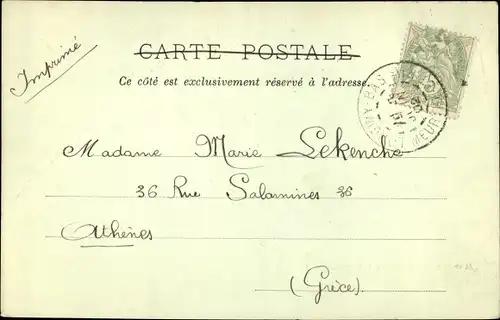 Imprimé
CARTE POSTALE
Ce côté est exclusivement réservé à l'adresse.
Madame Marie Lekenche
36 Rue Salamines 36
Athènes
(Grèce)